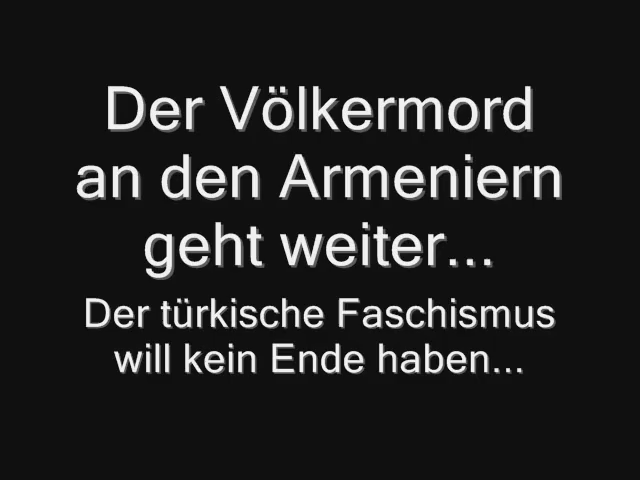 Der Völkermord
an den Armeniern
geht weiter...
Der türkische Faschismus
will kein Ende haben...